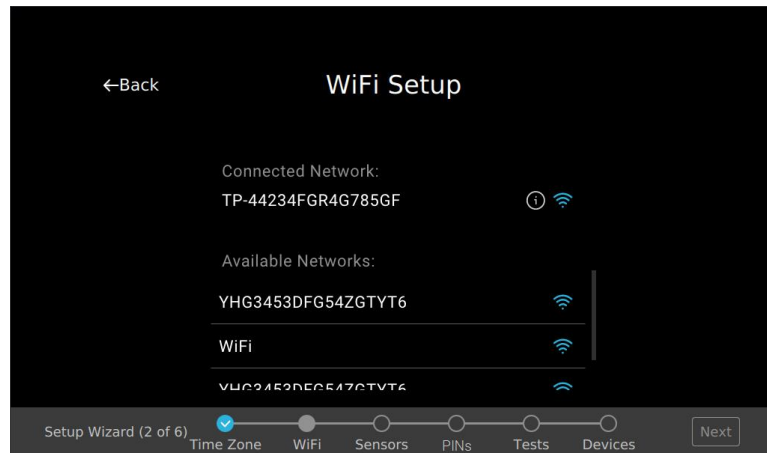 ←Back
WiFi Setup
Connected Network:
TP-44234FGR4G785GF
Available Networks:
YHG3453DFG54ZGTYT6
WiFi
YHG3453DFG54ZGTYT6
Setup Wizard (2 of 6)
Time Zone WiFi Sensors PINs Tests Devices
Next